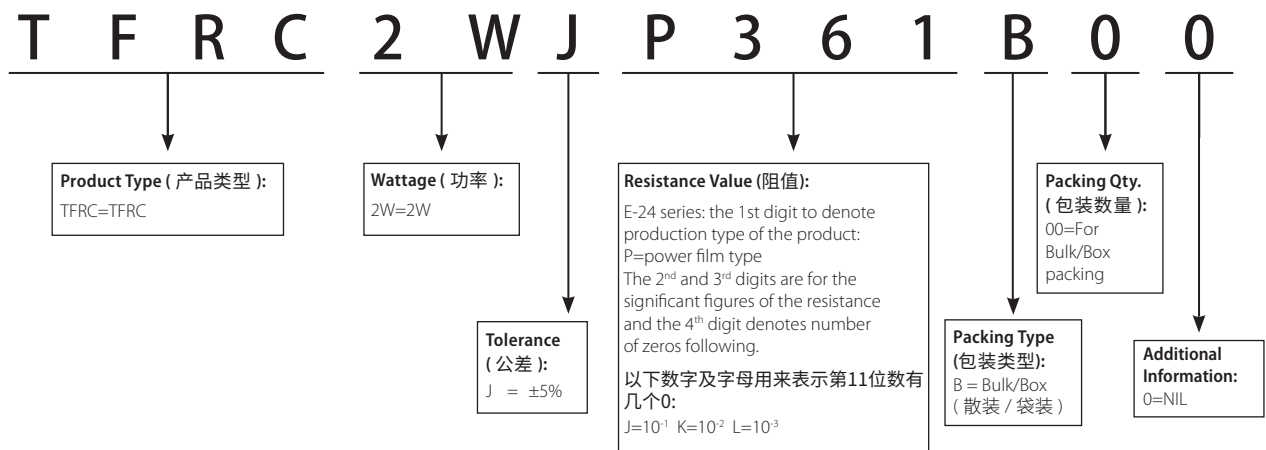 T F R C 2 W J P 3 6 1 B 0 0
Product Type ( 产品类型 ):
TFRC=TFRC
Wattage ( 功率 ):
2W=2W
Tolerance
( 公差 ):
J = ±5%
Resistance Value (阻值):
E-24 series: the 1st digit to denote
production type of the product:
P=power film type
The 2nd and 3rd digits are for the
significant figures of the resistance
and the 4th digit denotes number
of zeros following.
以下数字及字母用来表示第11位数有
几个0:
J=10-1 K=10-2 L=10-3
Packing Type
(包装类型):
B = Bulk/Box
( 散装 / 袋装 )
Packing Qty.
( 包装数量 ):
00=For
Bulk/Box
packing
Additional
Information:
0=NIL